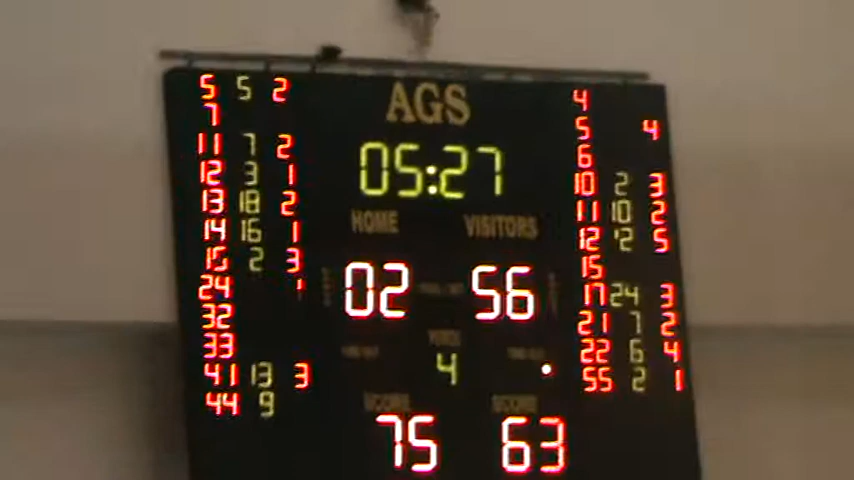 AGS
05:27
HOME VISITORS
02 56
4
SCORE SCORE
75 63
5 5 2
7
11 7 2
12 3 1
13 18 2
14 16 1
15 2 3
24
32
33
41 13 3
44 9
4
5 4
6
10 2 3
11 10 2
12 5
15
17 24 3
21 7 2
22 6 4
55 2 1